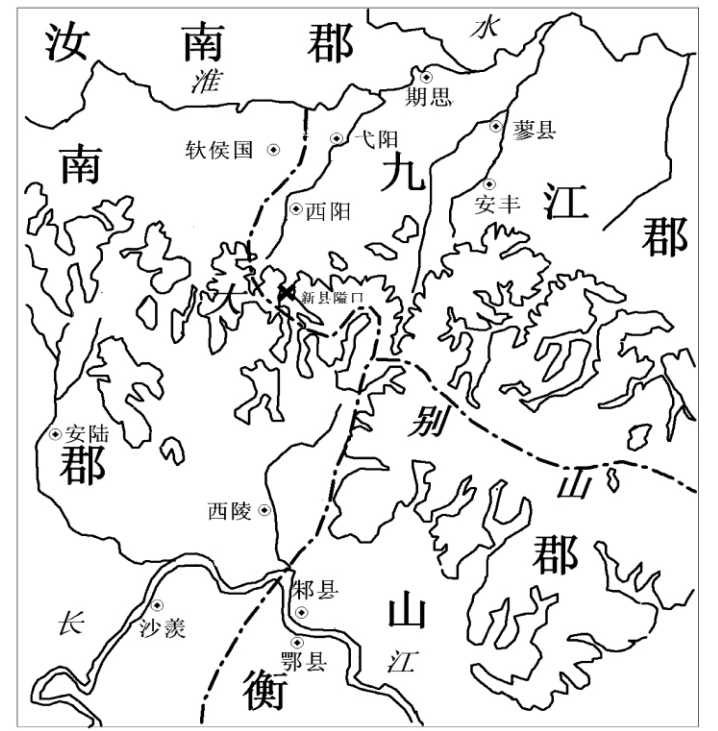 汝南郡
水
淮
期思
弋阳
蓼县
轪侯国
南
九
安丰
江
西阳
郡
大
新县隘口
别
安陆
郡
山
西陵
郡
邾县
山
长
沙羡
鄂县
江
衡